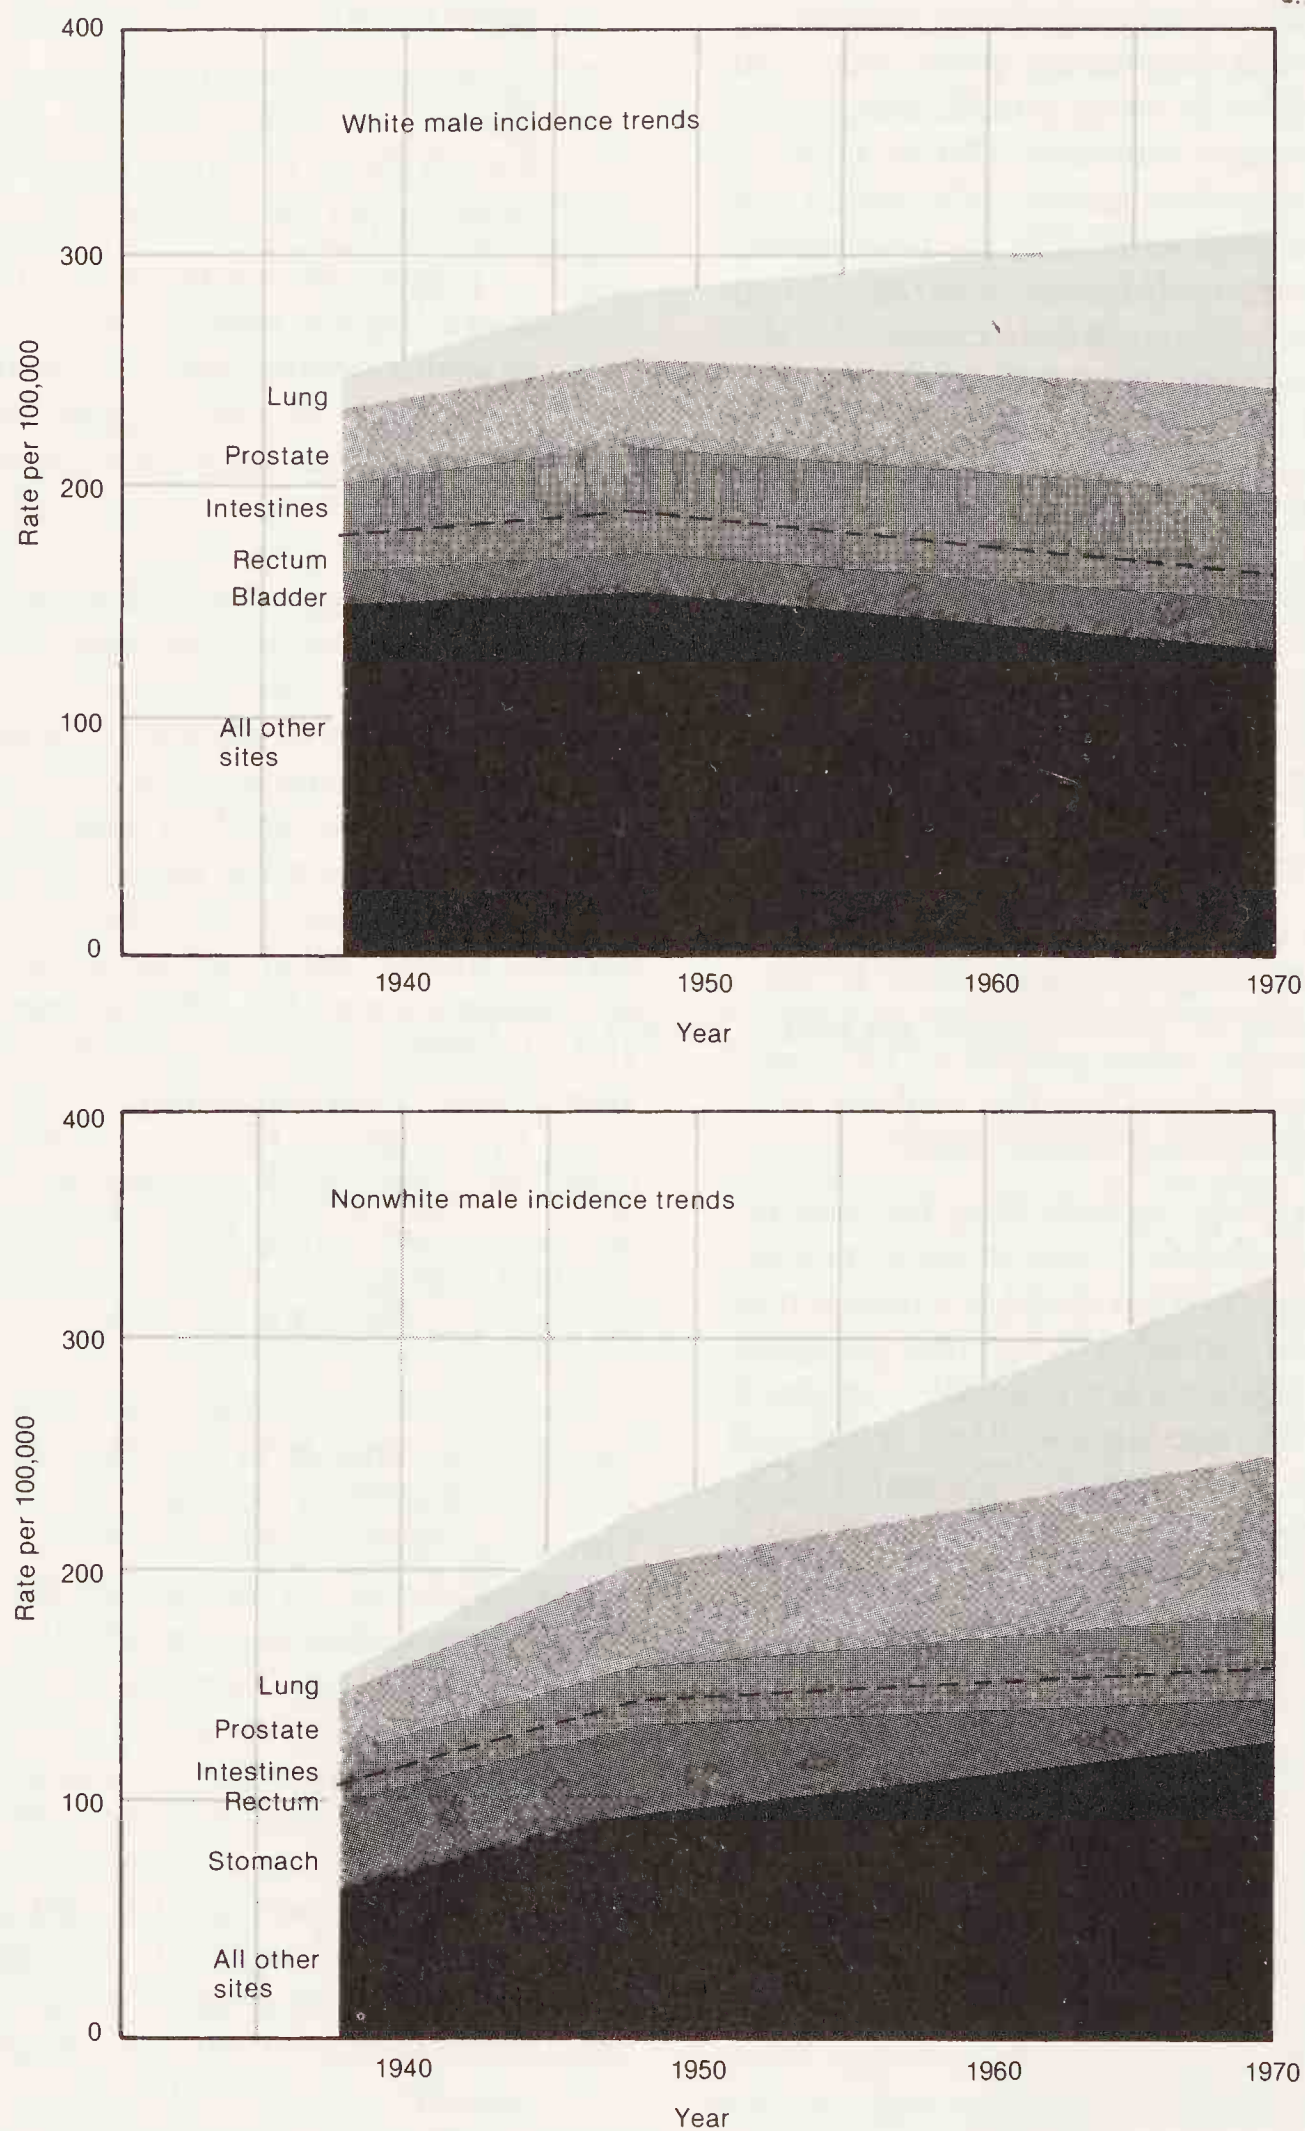 400
White male incidence trends
300
Rate per 100,000
Lung
Prostate
200
Intestines
Rectum
Bladder
100
All other
sites
0
1940 1950 1960 1970
Year
400
Nonwhite male incidence trends
300
Rate per 100,000
200
Lung
Prostate
Intestines
100
Rectum
Stomach
All other
sites
0
1940 1950 1960 1970
Year